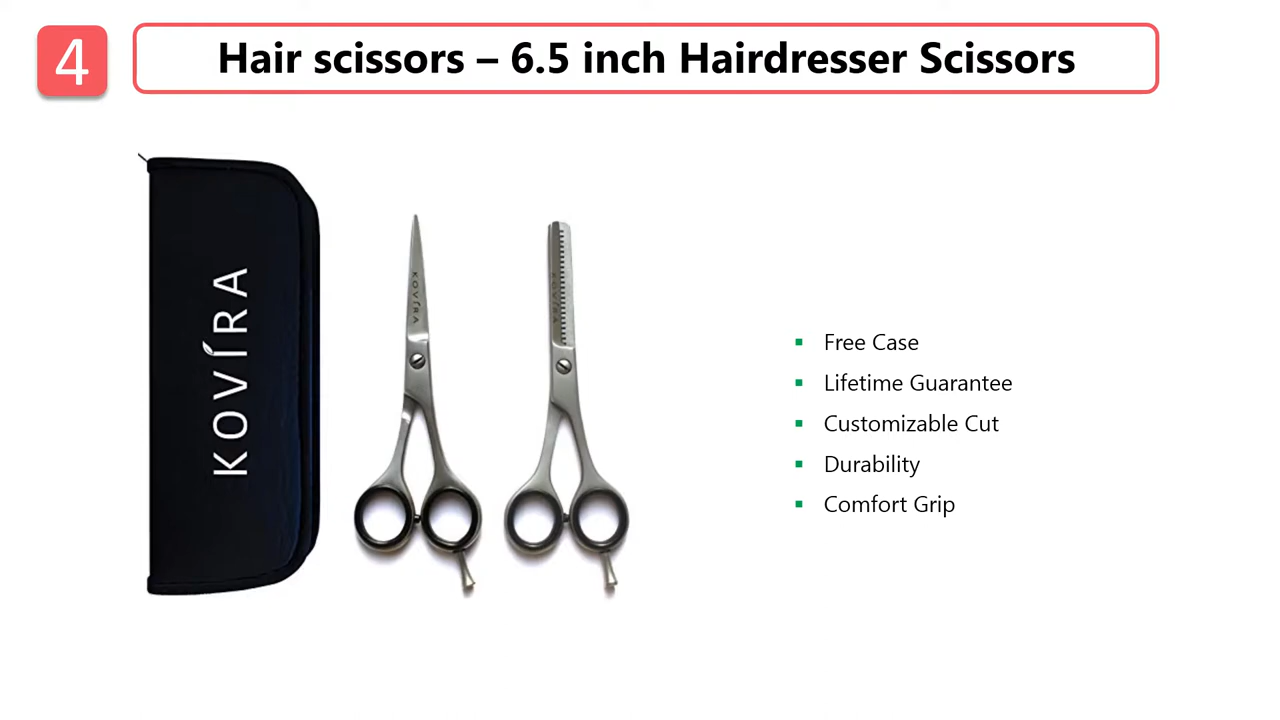 4
Hair scissors – 6.5 inch Hairdresser Scissors
KOVÍRA
KOVÍRA
KOVÍRA
Free Case
Lifetime Guarantee
Customizable Cut
Durability
Comfort Grip